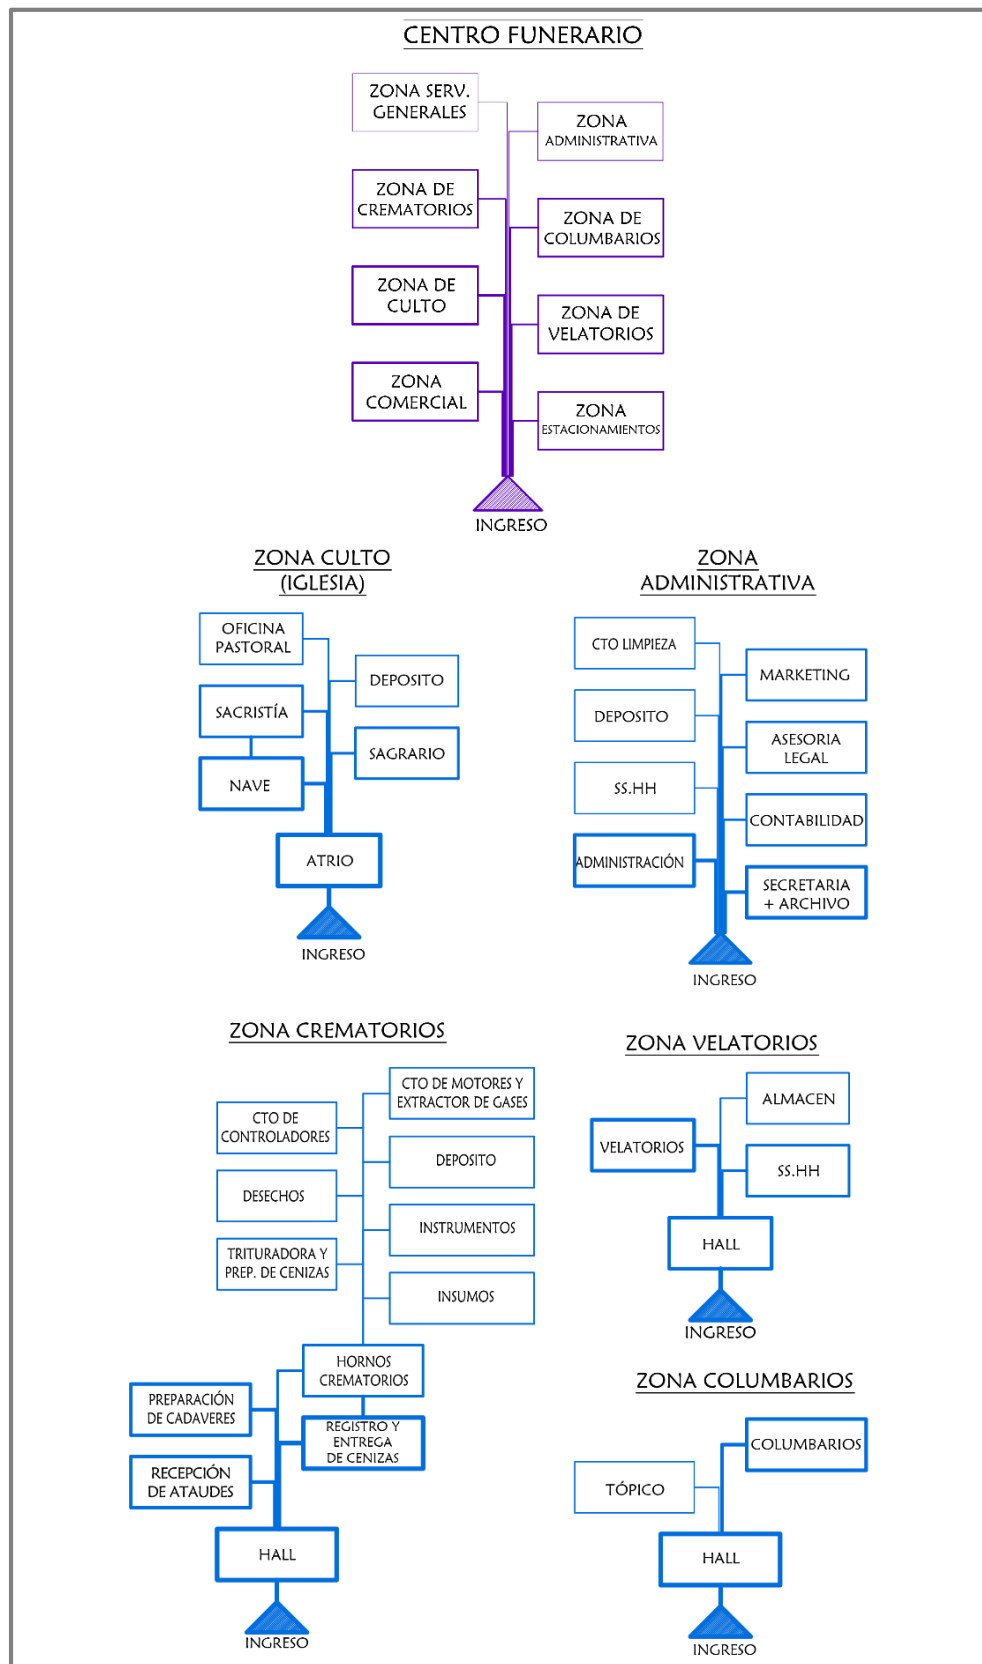 CENTRO FUNERARIO
ZONA SERV.
GENERALES
ZONA
ADMINISTRATIVA
ZONA DE
CREMATORIOS
ZONA DE
COLUMBARIOS
ZONA DE
CULTO
ZONA DE
VELATORIOS
ZONA
COMERCIAL
ZONA
ESTACIONAMIENTOS
INGRESO
ZONA CULTO
(IGLESIA)
OFICINA
PASTORAL
DEPOSITO
SACRISTÍA
SAGRARIO
NAVE
ATRIO
INGRESO
ZONA
ADMINISTRATIVA
CTO LIMPIEZA
MARKETING
DEPOSITO
ASESORIA
LEGAL
SS.HH
CONTABILIDAD
ADMINISTRACIÓN
SECRETARIA
+ ARCHIVO
INGRESO
ZONA CREMATORIOS
CTO DE MOTORES Y
EXTRACTOR DE GASES
CTO DE
CONTROLADORES
DEPOSITO
DESECHOS
INSTRUMENTOS
TRITURADORA Y
PREP. DE CENIZAS
INSUMOS
HORNOS
CREMATORIOS
PREPARACIÓN
DE CADAVERES
REGISTRO Y
ENTREGA
DE CENIZAS
RECEPCIÓN
DE ATAUDES
HALL
INGRESO
ZONA VELATORIOS
ALMACEN
VELATORIOS
SS.HH
HALL
INGRESO
ZONA COLUMBARIOS
COLUMBARIOS
TÓPICO
HALL
INGRESO